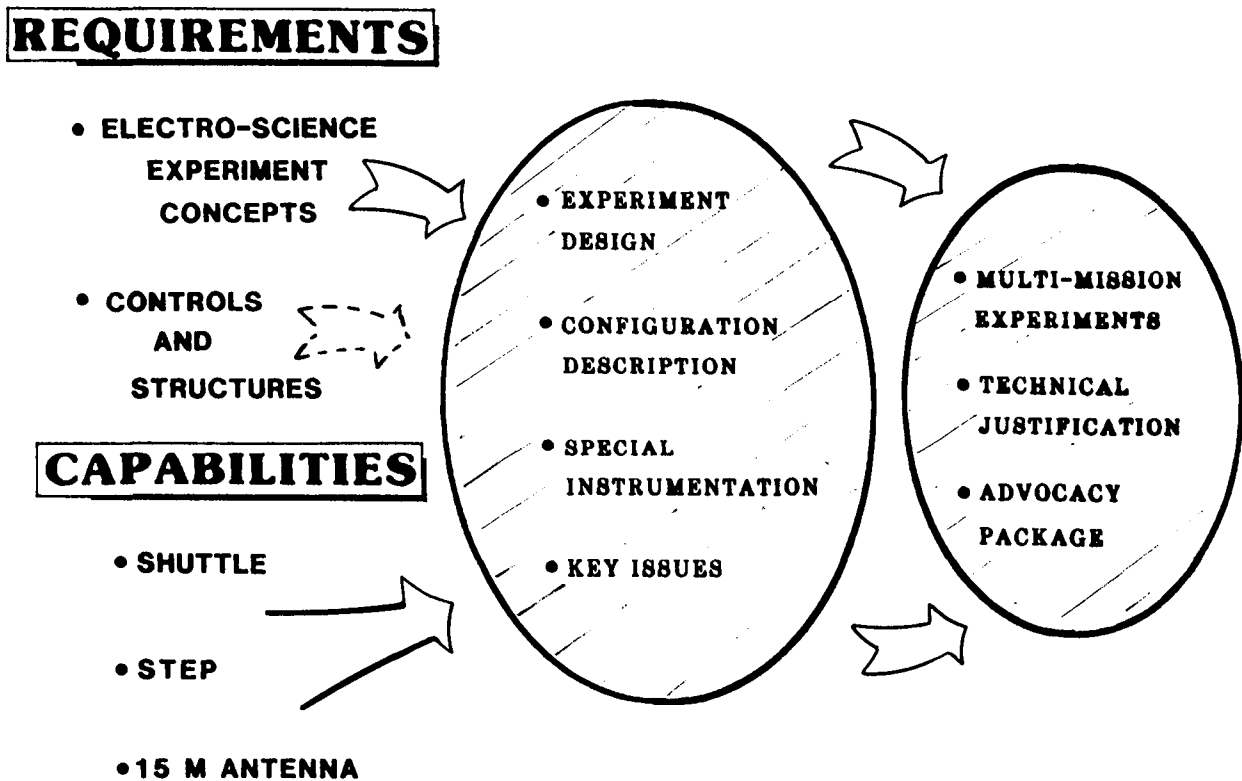 REQUIREMENTS
• ELECTRO-SCIENCE
EXPERIMENT
CONCEPTS
• CONTROLS
AND
STRUCTURES
CAPABILITIES
• SHUTTLE
• STEP
• 15 M ANTENNA
• EXPERIMENT
DESIGN
• CONFIGURATION
DESCRIPTION
• SPECIAL
INSTRUMENTATION
• KEY ISSUES
• MULTI-MISSION
EXPERIMENTS
• TECHNICAL
JUSTIFICATION
• ADVOCACY
PACKAGE